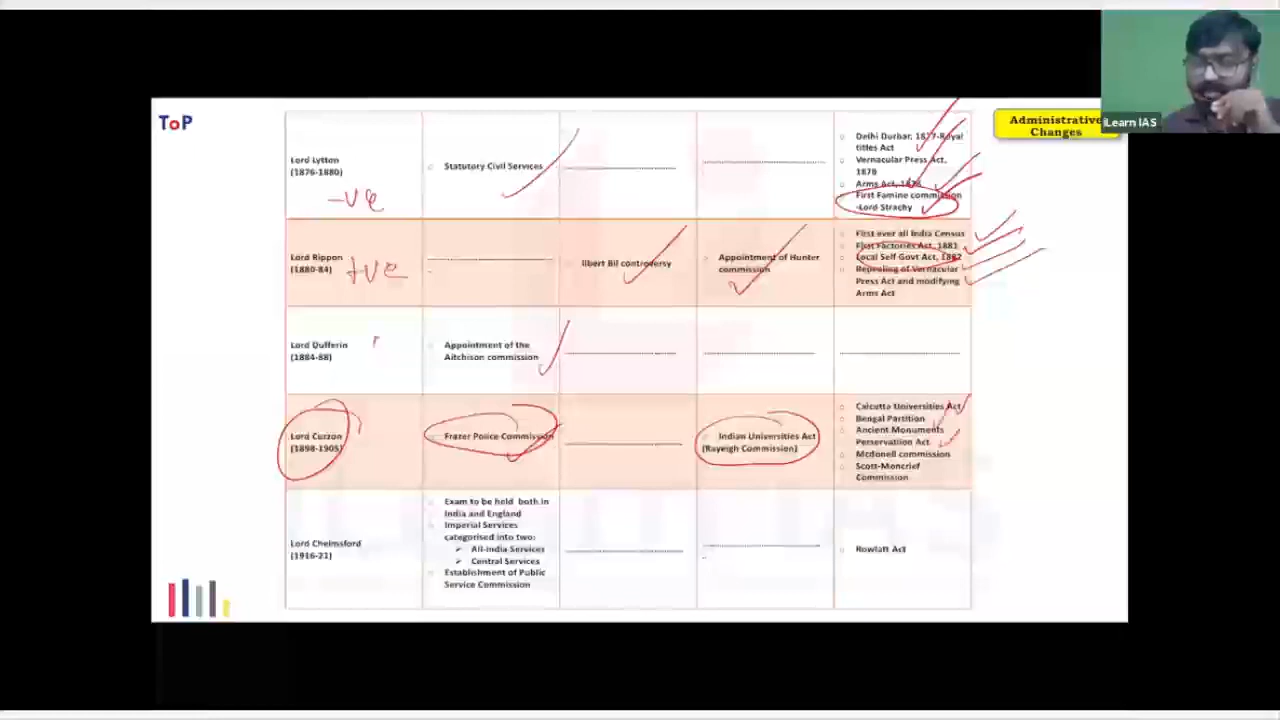 ToP
Administrative
Changes
iLearn IAS
Lord Lytton
(1876-1880)
-ve
Statutory Civil Services
Delhi Durbar, 1877-Royal
titles Act
Vernacular Press Act,
1878
Arms Act, 1878
First Famine commission
-Lord Strachy
Lord Rippon
(1880-84)
+ve
Ilbert Bil controversy
Appointment of Hunter
commission
First ever all India Census
First Factories Act, 1881
Local Self Govt Act, 1882
Repealing of Vernacular
Press Act and modifying
Arms Act
Lord Dufferin
(1884-88)
Appointment of the
Aitchison commission
Lord Curzon
(1898-1905)
Frazer Police Commission
Indian Universities Act
(Rayeigh Commission)
Calcutta Universities Act
Bengal Partition
Ancient Monuments
Perservatiion Act
Mcdonell commission
Scott-Moncrief
Commission
Lord Chelmsford
(1916-21)
Exam to be held both in
India and England
Imperial Services
categorised into two:
➢ All-India Services
➢ Central Services
Establishment of Public
Service Commission
Rowlatt Act